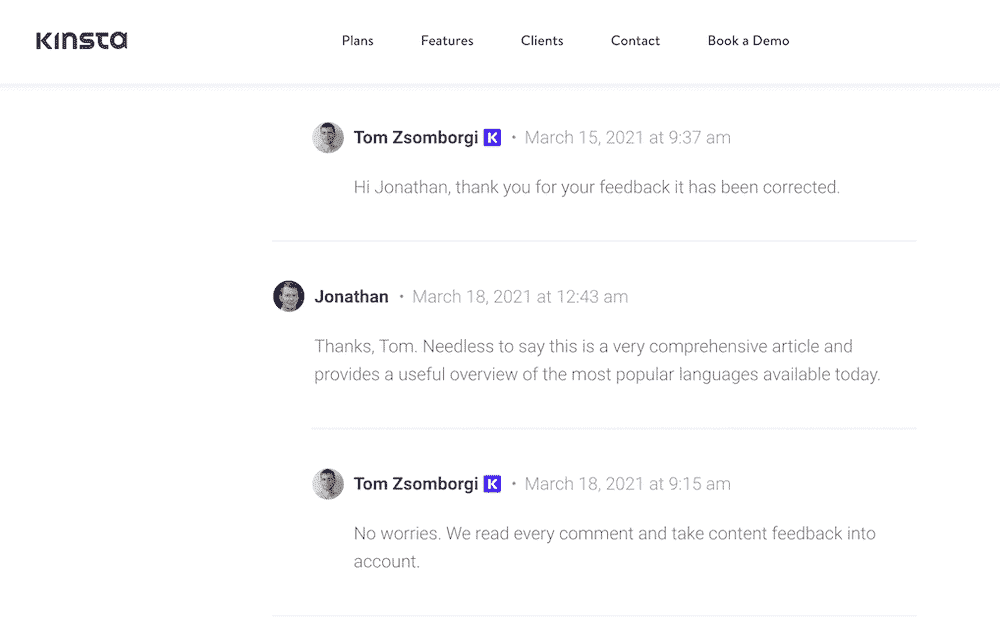 KINSTA
Plans Features Clients Contact Book a Demo
Tom Zsomborgi K • March 15, 2021 at 9:37 am
Hi Jonathan, thank you for your feedback it has been corrected.
Jonathan • March 18, 2021 at 12:43 am
Thanks, Tom. Needless to say this is a very comprehensive article and
provides a useful overview of the most popular languages available today.
Tom Zsomborgi K • March 18, 2021 at 9:15 am
No worries. We read every comment and take content feedback into
account.